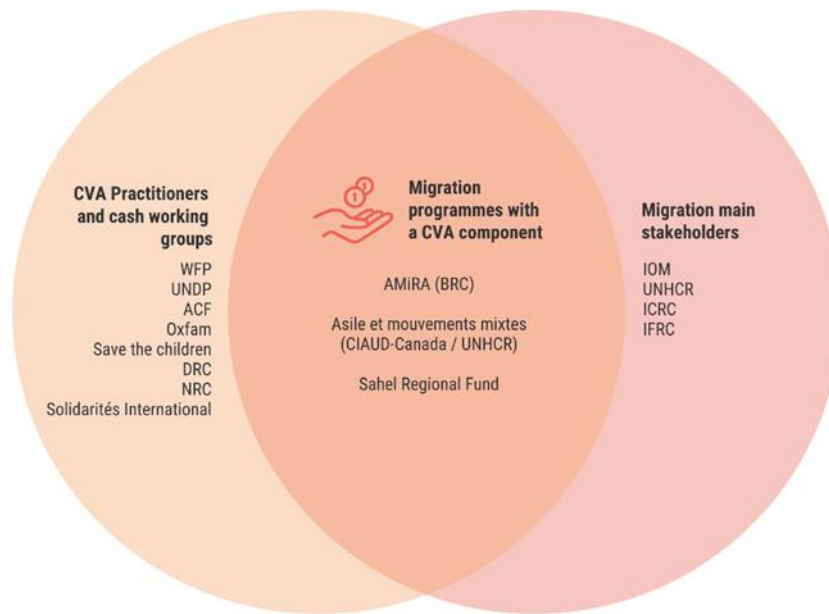 CVA Practitioners
and cash working
groups
WFP
UNDP
ACF
Oxfam
Save the children
DRC
NRC
Solidarités International
1
1
Migration
programmes with
a CVA component
AMiRA (BRC)
Asile et mouvements mixtes
(CIAUD-Canada / UNHCR)
Sahel Regional Fund
Migration main
stakeholders
IOM
UNHCR
ICRC
IFRC